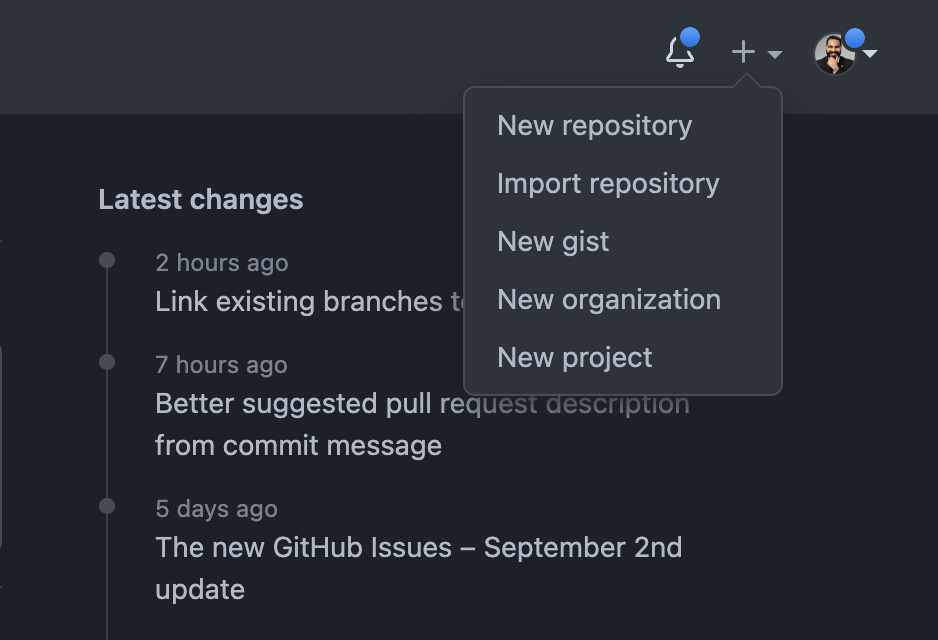 New repository
Import repository
New gist
New organization
New project
Latest changes
2 hours ago
Link existing branches
7 hours ago
Better suggested pull request description
from commit message
5 days ago
The new GitHub Issues – September 2nd
update